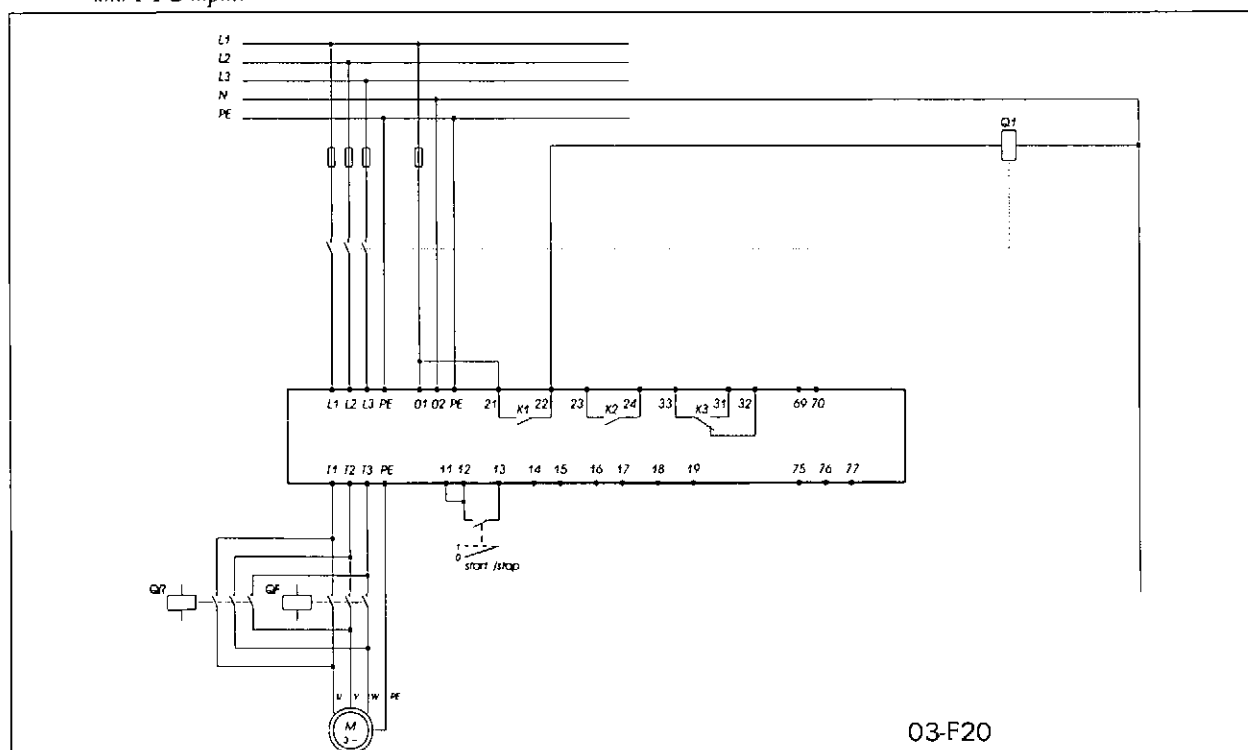 L1
L2
L3
N
PE
Q1
L1 L2 L3 PE 01 02 PE 21 K1 22 23 K2 24 33 K3 31 32 69 70
T1 T2 T3 PE 11 12 13 14 15 16 17 18 19 75 76 77
1
0
start /stop
QR
QF
U V W PE
M
3~
03-F20